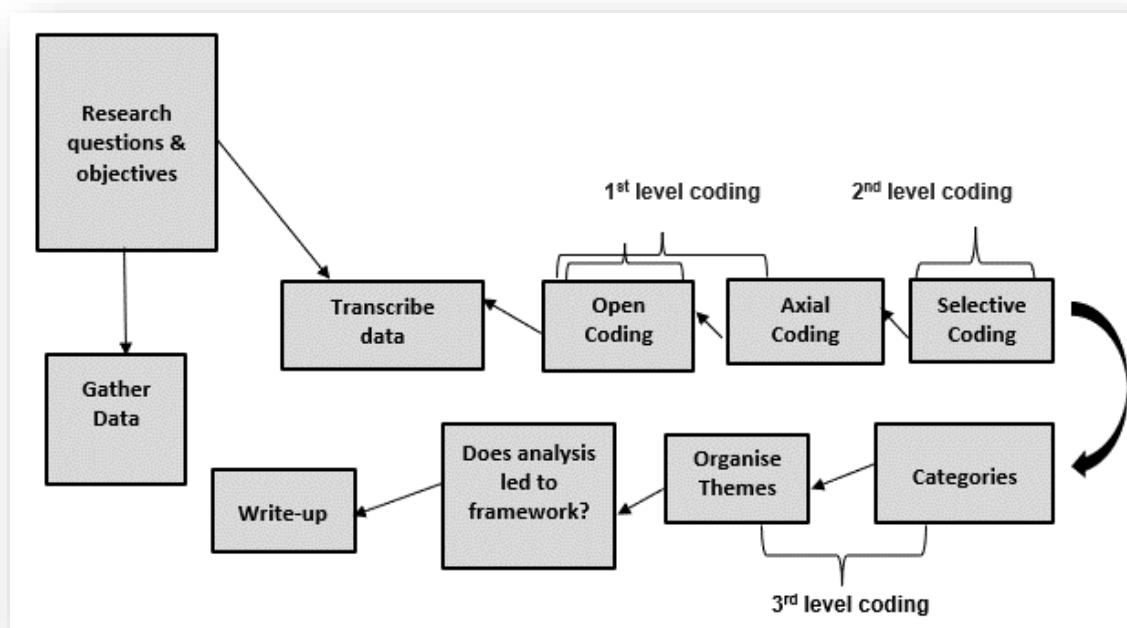 Research
questions &
objectives
1st level coding
2nd level coding
Transcribe
data
Open
Coding
Axial
Coding
Selective
Coding
Gather
Data
Does analysis
led to
framework?
Organise
Themes
Categories
Write-up
3rd level coding